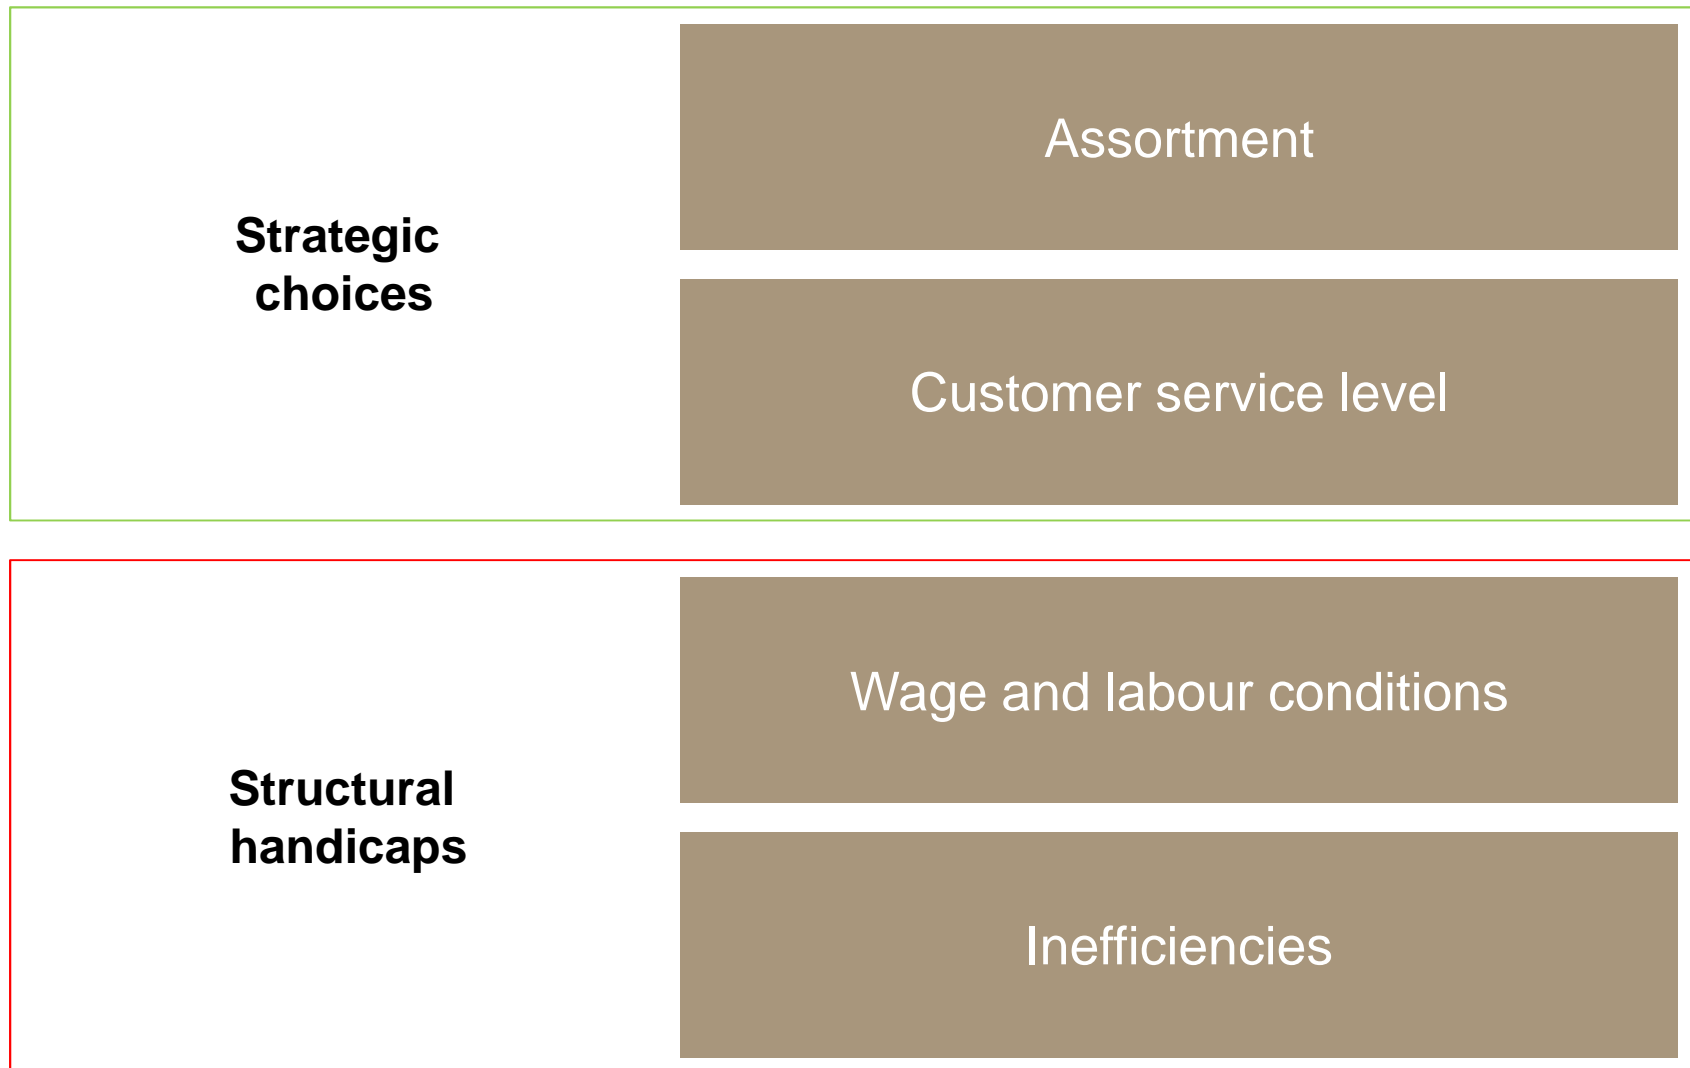 Strategic
choices
Assortment
Customer service level
Structural
handicaps
Wage and labour conditions
Inefficiencies